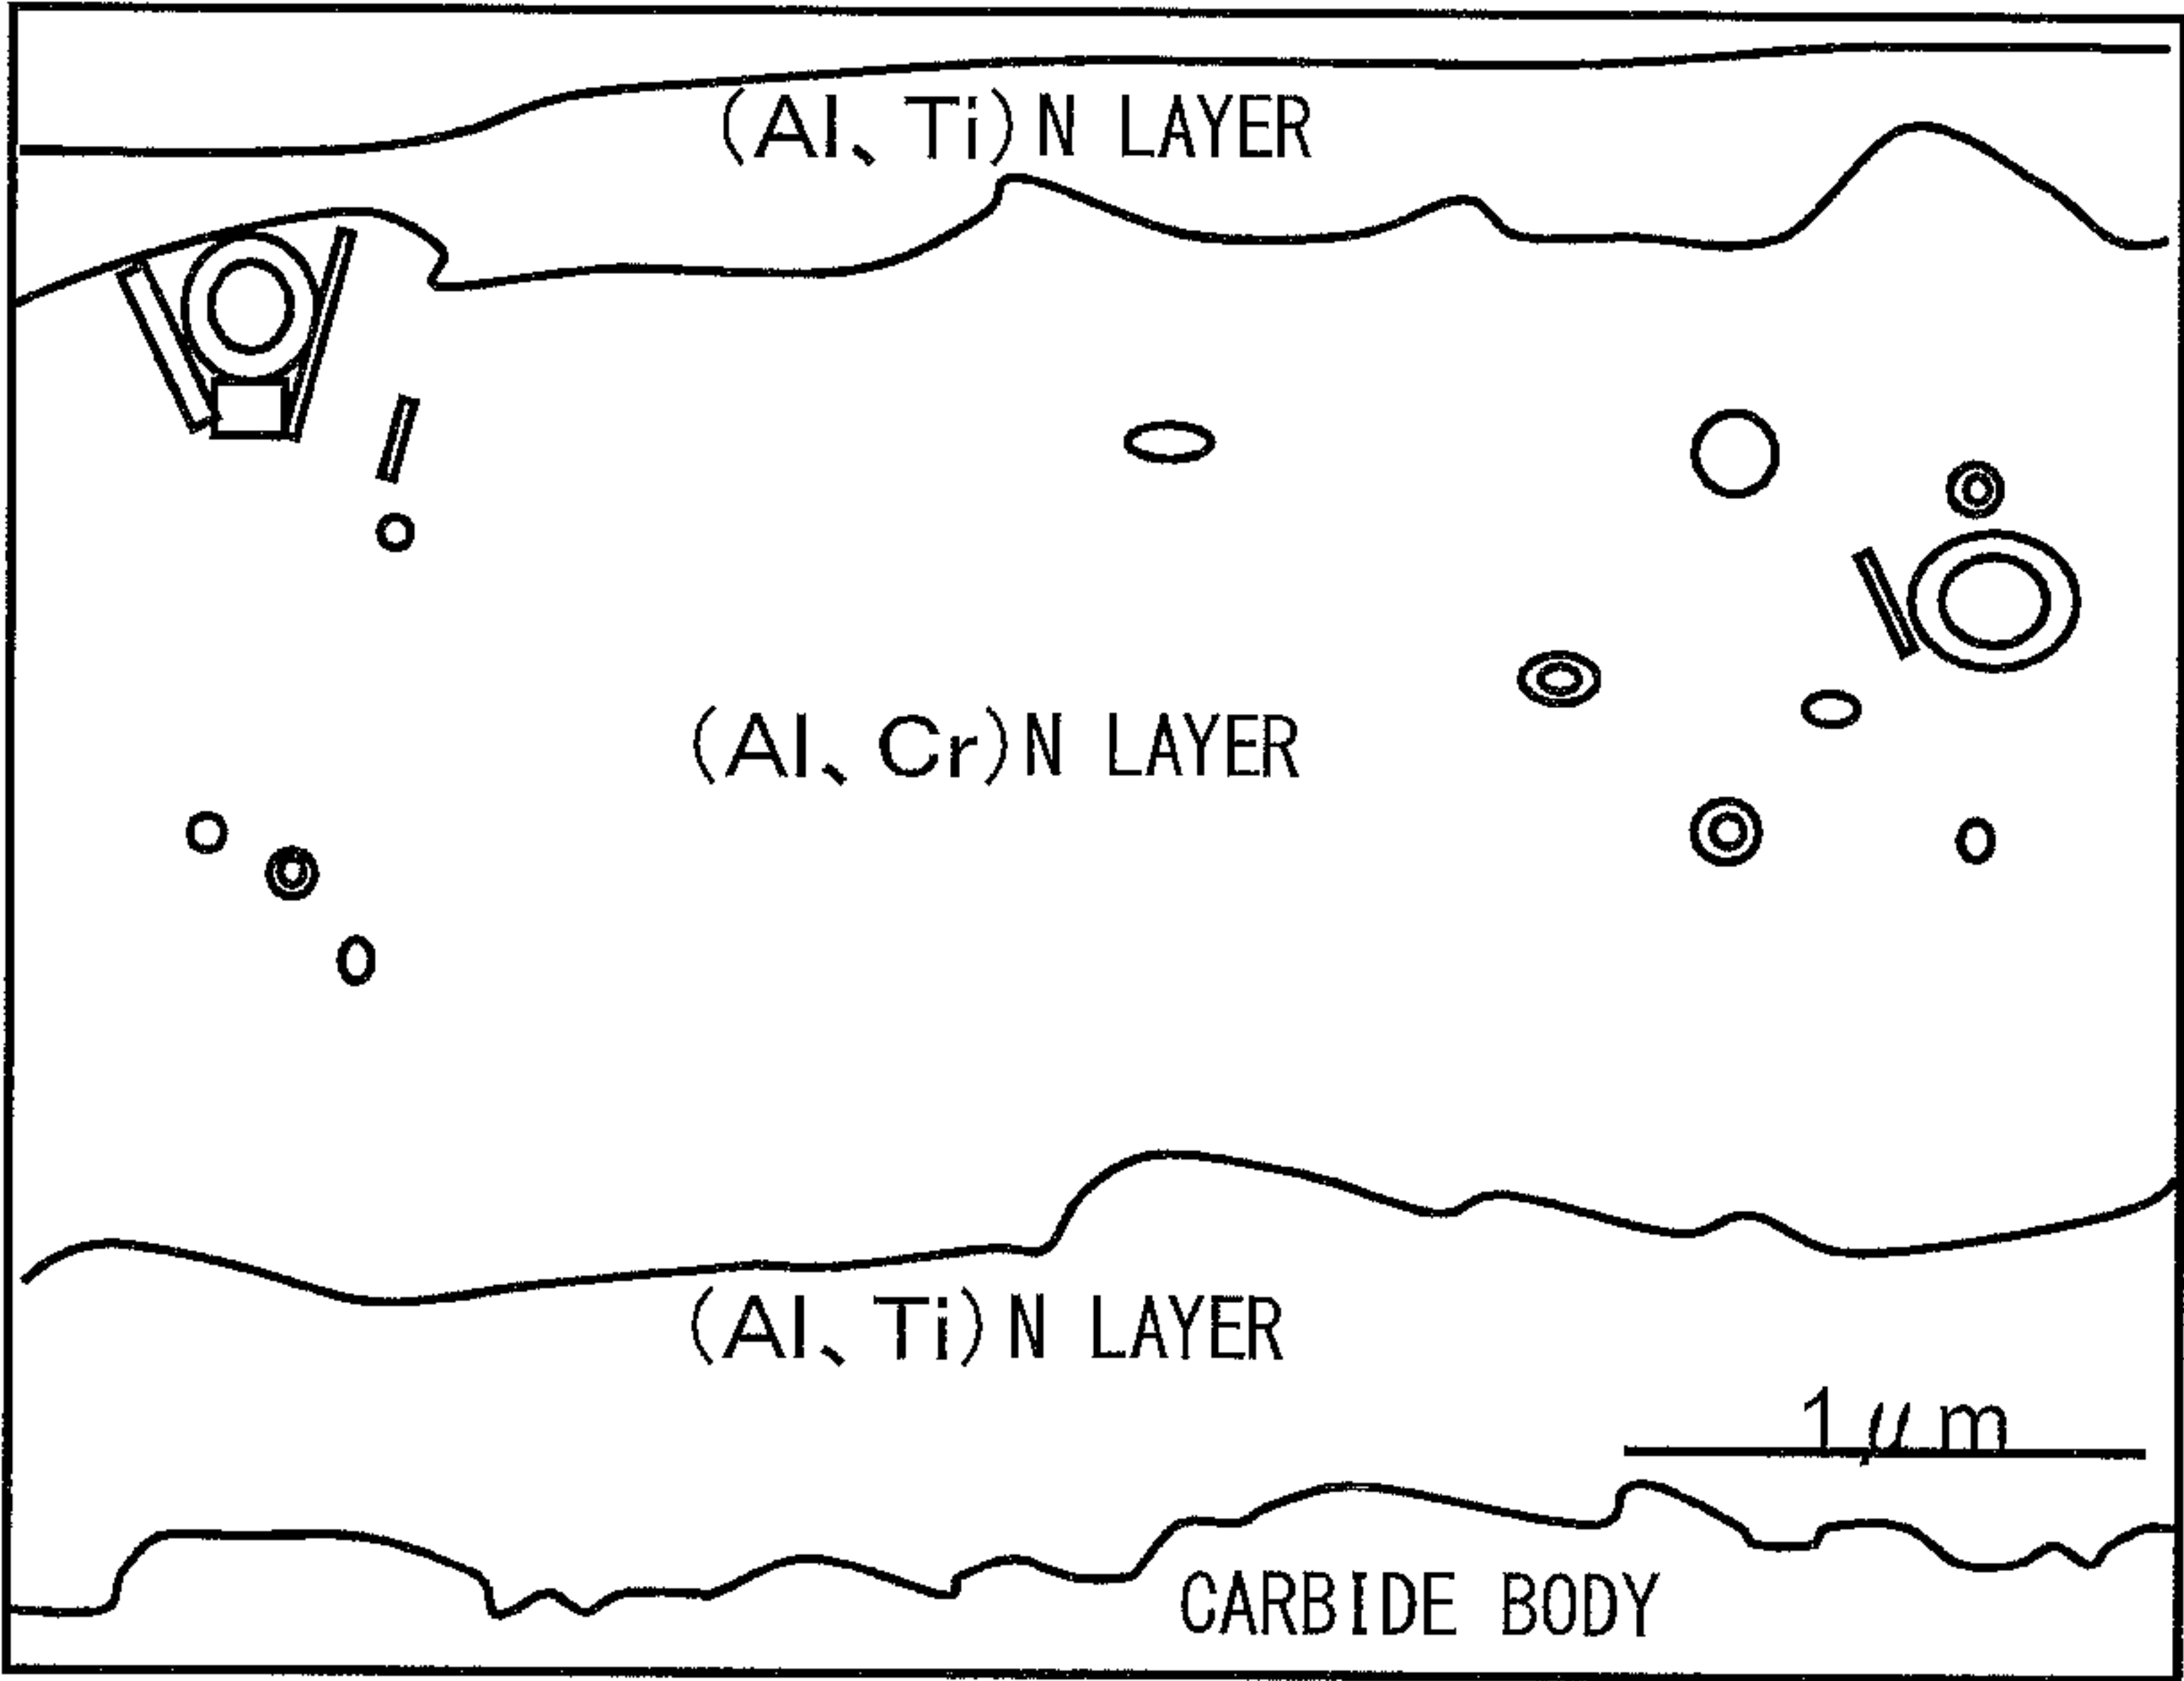 (Al、Ti)N LAYER
(Al、Cr)N LAYER
(Al、Ti)N LAYER
1μm
CARBIDE BODY